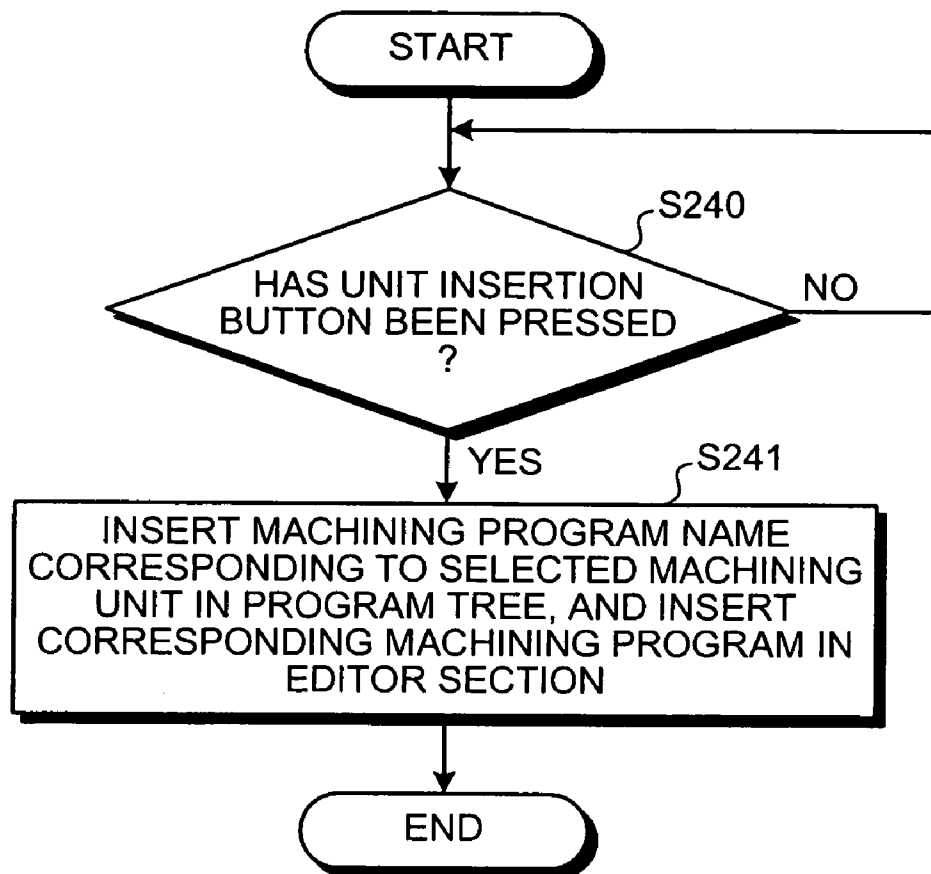 START
S240
HAS UNIT INSERTION
BUTTON BEEN PRESSED
?
NO
YES
S241
INSERT MACHINING PROGRAM NAME
CORRESPONDING TO SELECTED MACHINING
UNIT IN PROGRAM TREE, AND INSERT
CORRESPONDING MACHINING PROGRAM IN
EDITOR SECTION
END